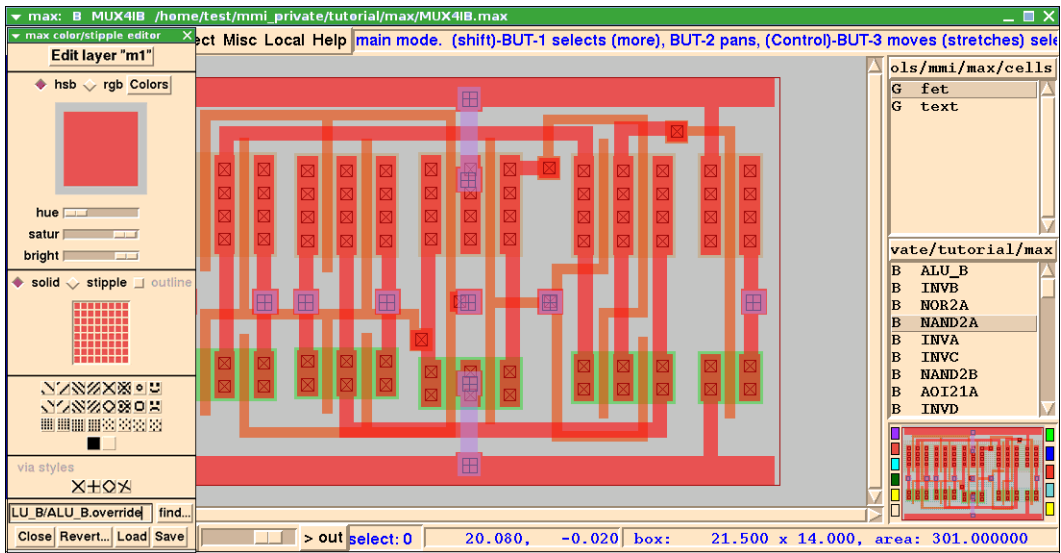 max: B MUX4IB /home/test/mmi_private/tutorial/max/MUX4IB.max
max color/stipple editor
ect Misc Local Help
main mode. (shift)-BUT-1 selects (more), BUT-2 pans, (Control)-BUT-3 moves (stretches) sele
Edit layer "m1"
hsb rgb Colors
hue
satur
bright
solid stipple outline
via styles
LU_B/ALU_B.override find...
Close Revert... Load Save
> out
select: 0
20.080, -0.020
box: 21.500 x 14.000, area: 301.000000
ols/mmi/max/cells
G fet
G text
vate/tutorial/max
B ALU_B
B INVB
B NOR2A
B NAND2A
B INVA
B INVC
B NAND2B
B AOI21A
B INVD